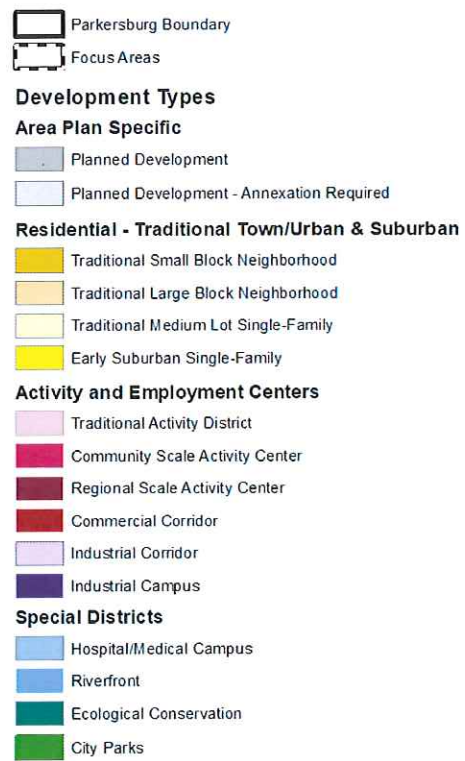 Parkersburg Boundary
Focus Areas
Development Types
Area Plan Specific
Planned Development
Planned Development - Annexation Required
Residential - Traditional Town/Urban & Suburban
Traditional Small Block Neighborhood
Traditional Large Block Neighborhood
Traditional Medium Lot Single-Family
Early Suburban Single-Family
Activity and Employment Centers
Traditional Activity District
Community Scale Activity Center
Regional Scale Activity Center
Commercial Corridor
Industrial Corridor
Industrial Campus
Special Districts
Hospital/Medical Campus
Riverfront
Ecological Conservation
City Parks